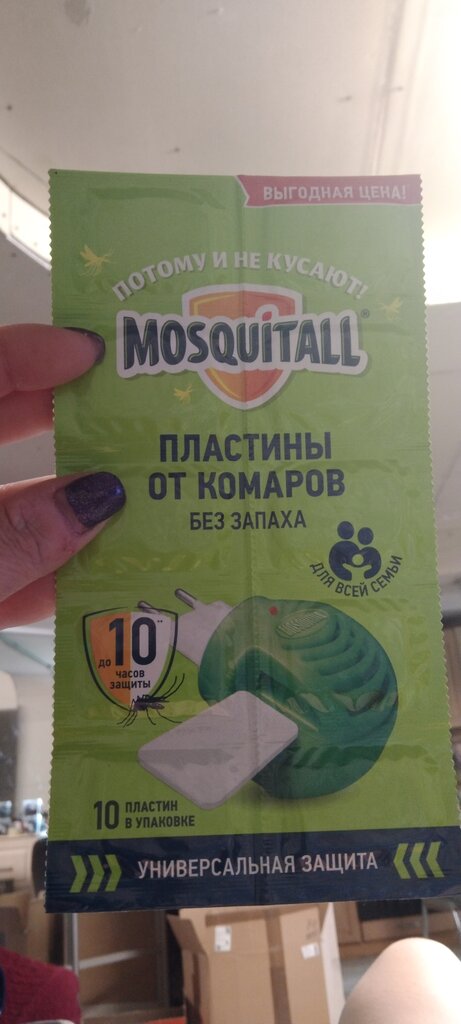 ВЫГОДНАЯ ЦЕНА!
ПОТОМУ И НЕ КУСАЮТ!
MOSQUITALL®
ПЛАСТИНЫ
ОТ КОМАРОВ
БЕЗ ЗАПАХА
ДЛЯ ВСЕЙ СЕМЬИ
до 10**
часов
защиты
10 ПЛАСТИН
В УПАКОВКЕ
УНИВЕРСАЛЬНАЯ ЗАЩИТА